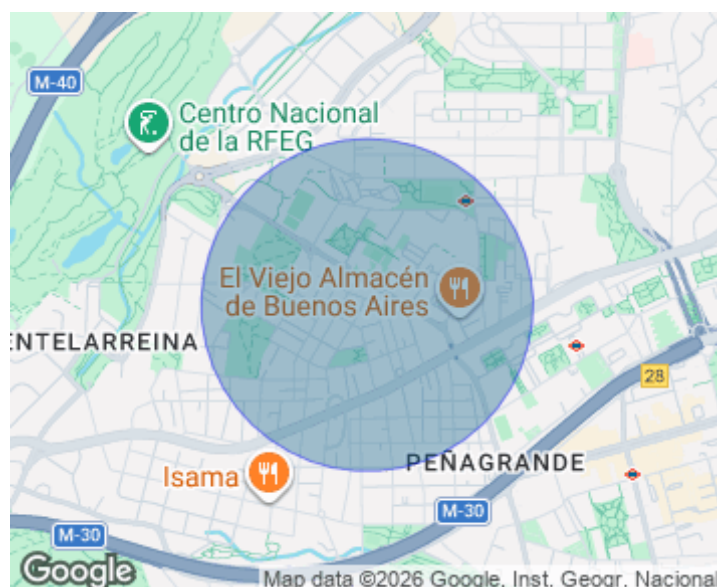 M-40
Centro Nacional
de la RFEG
El Viejo Almacén
de Buenos Aires
ENTELARREINA
28
PEÑAGRANDE
Isama
M-30
M-30
Google
Map data ©2026 Google, Inst. Geogr. Nacional